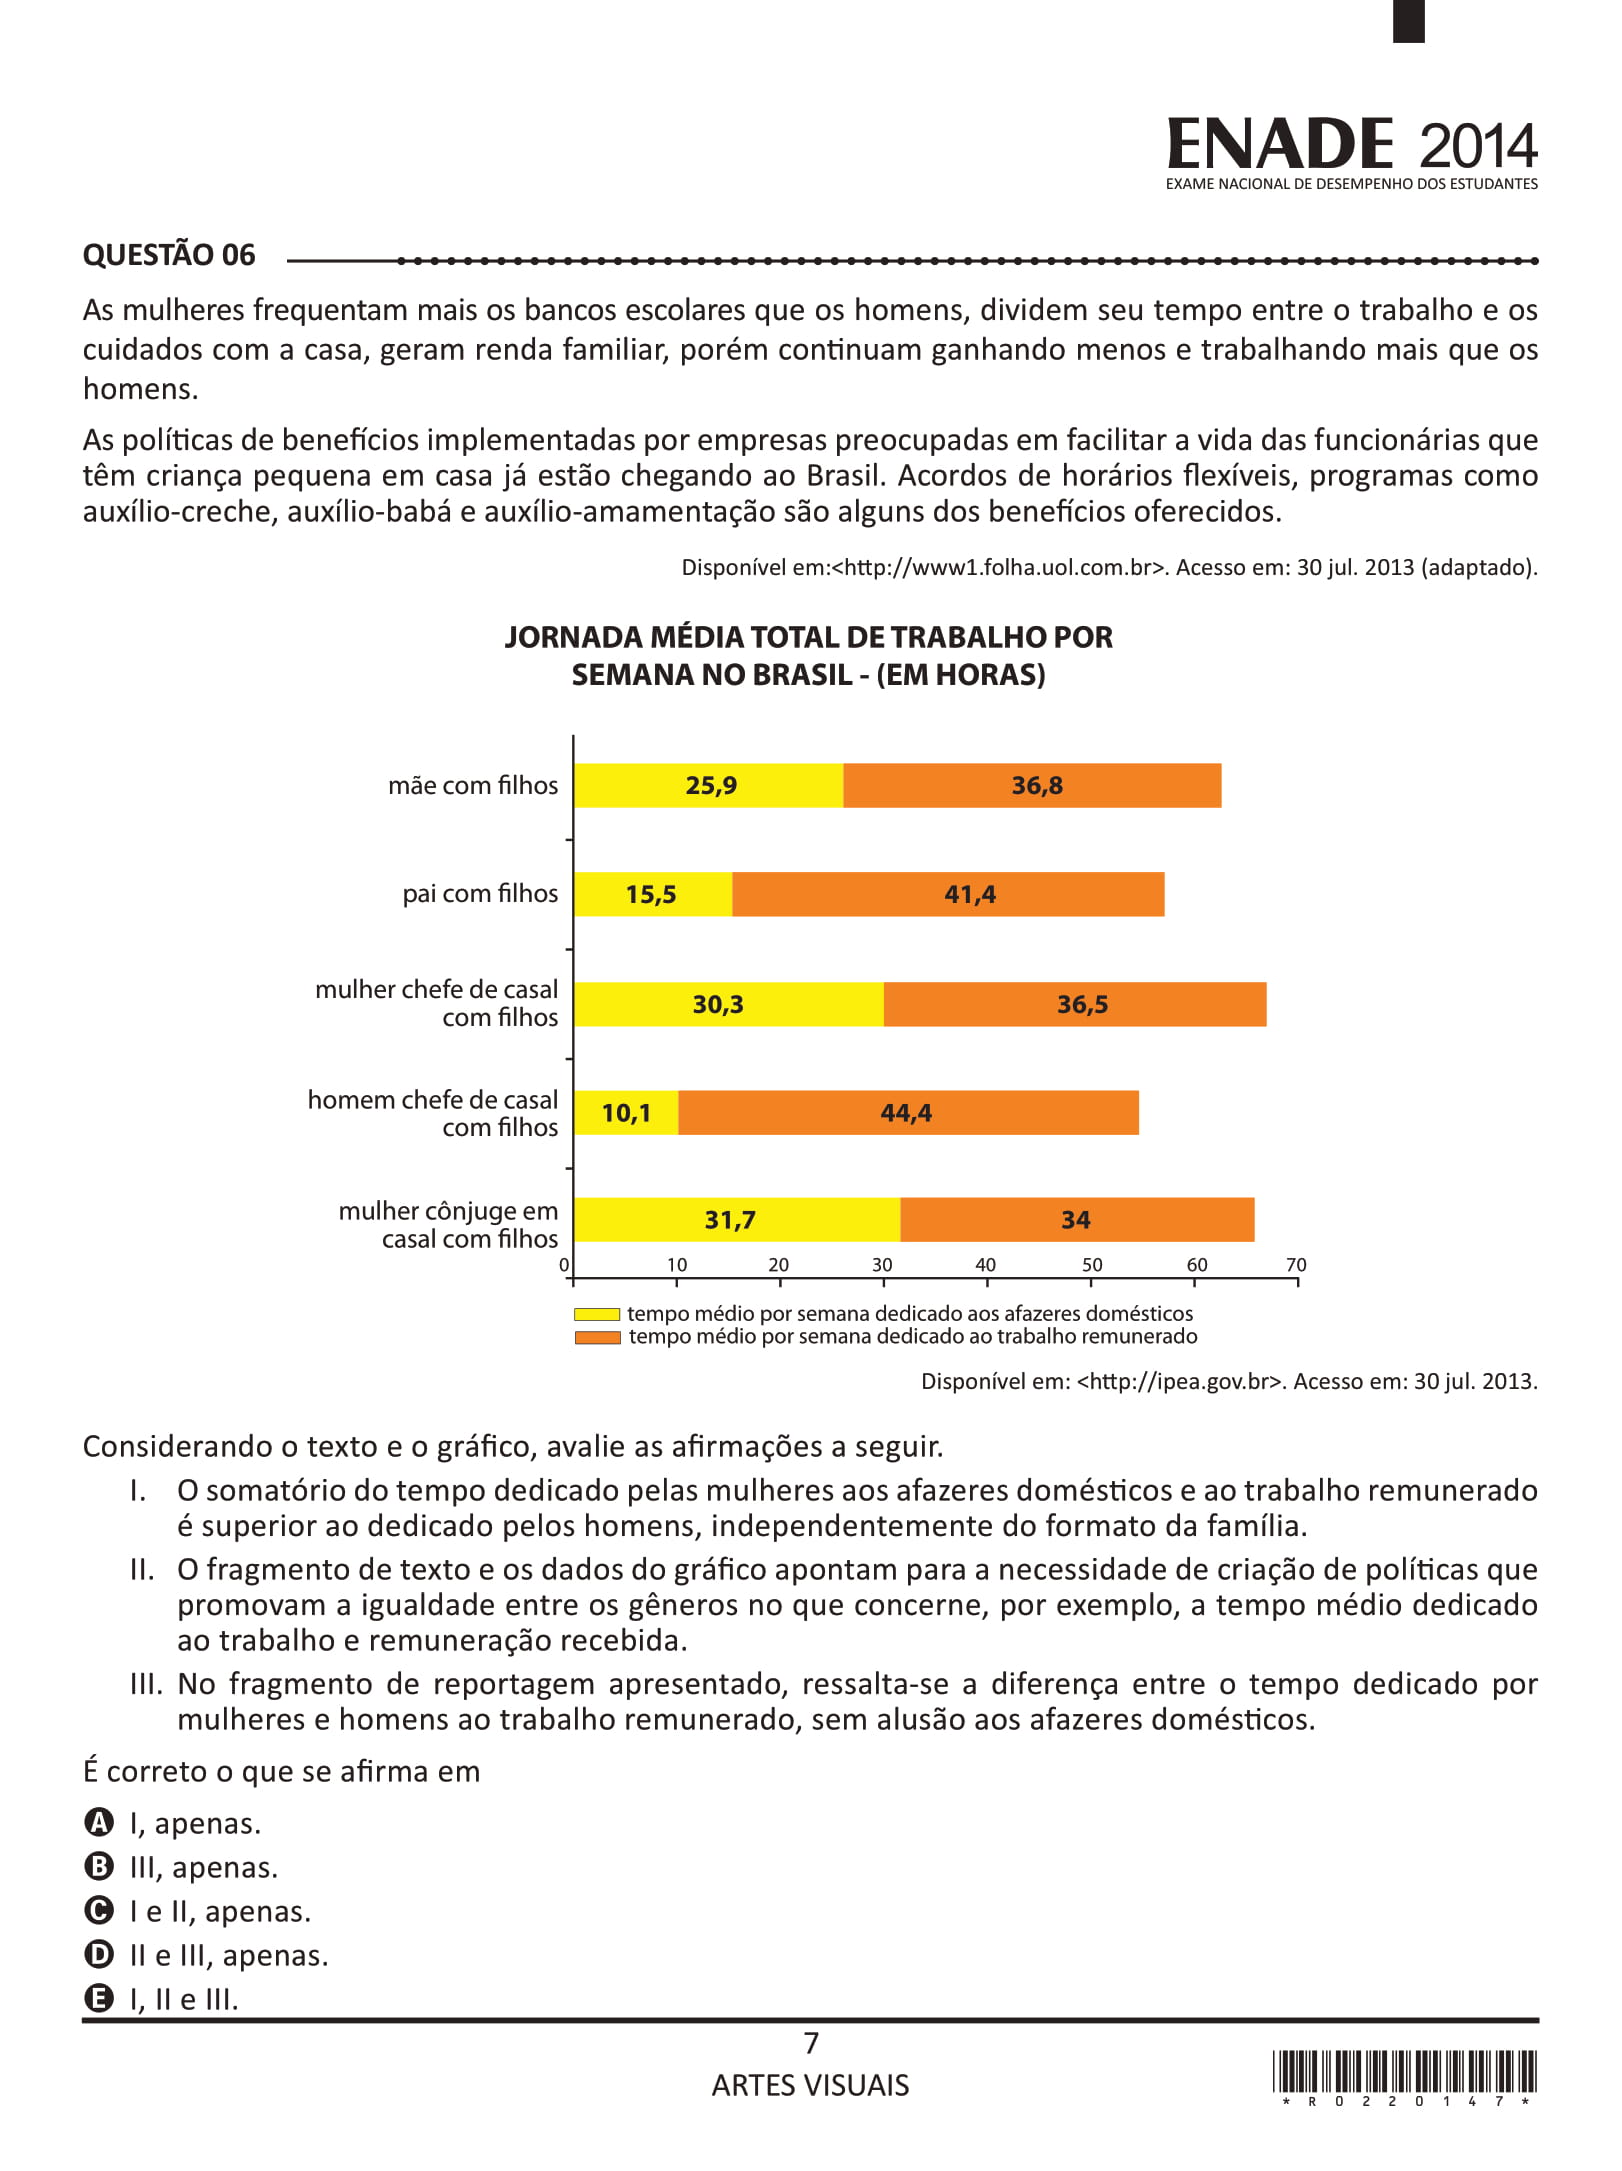 ENADE 2014
EXAME NACIONAL DE DESEMPENHO DOS ESTUDANTES
QUESTÃO 06
As mulheres frequentam mais os bancos escolares que os homens, dividem seu tempo entre o trabalho e os
cuidados com a casa, geram renda familiar, porém continuam ganhando menos e trabalhando mais que os
homens.
As políticas de benefícios implementadas por empresas preocupadas em facilitar a vida das funcionárias que
têm criança pequena em casa já estão chegando ao Brasil. Acordos de horários flexíveis, programas como
auxílio-creche, auxílio-babá e auxílio-amamentação são alguns dos benefícios oferecidos.
Disponível em:<http://www1.folha.uol.com.br>. Acesso em: 30 jul. 2013 (adaptado).
JORNADA MÉDIA TOTAL DE TRABALHO POR
SEMANA NO BRASIL - (EM HORAS)
mãe com filhos 25,9 36,8
pai com filhos 15,5 41,4
mulher chefe de casal
com filhos 30,3 36,5
homem chefe de casal
com filhos 10,1 44,4
mulher cônjuge em
casal com filhos 31,7 34
0 10 20 30 40 50 60 70
tempo médio por semana dedicado aos afazeres domésticos
tempo médio por semana dedicado ao trabalho remunerado
Disponível em: <http://ipea.gov.br>. Acesso em: 30 jul. 2013.
Considerando o texto e o gráfico, avalie as afirmações a seguir.
I. O somatório do tempo dedicado pelas mulheres aos afazeres domésticos e ao trabalho remunerado
é superior ao dedicado pelos homens, independentemente do formato da família.
II. O fragmento de texto e os dados do gráfico apontam para a necessidade de criação de políticas que
promovam a igualdade entre os gêneros no que concerne, por exemplo, a tempo médio dedicado
ao trabalho e remuneração recebida.
III. No fragmento de reportagem apresentado, ressalta-se a diferença entre o tempo dedicado por
mulheres e homens ao trabalho remunerado, sem alusão aos afazeres domésticos.
É correto o que se afirma em
A I, apenas.
B III, apenas.
C I e II, apenas.
D II e III, apenas.
E I, II e III.
7
ARTES VISUAIS
* R 0 2 2 0 1 4 7 *